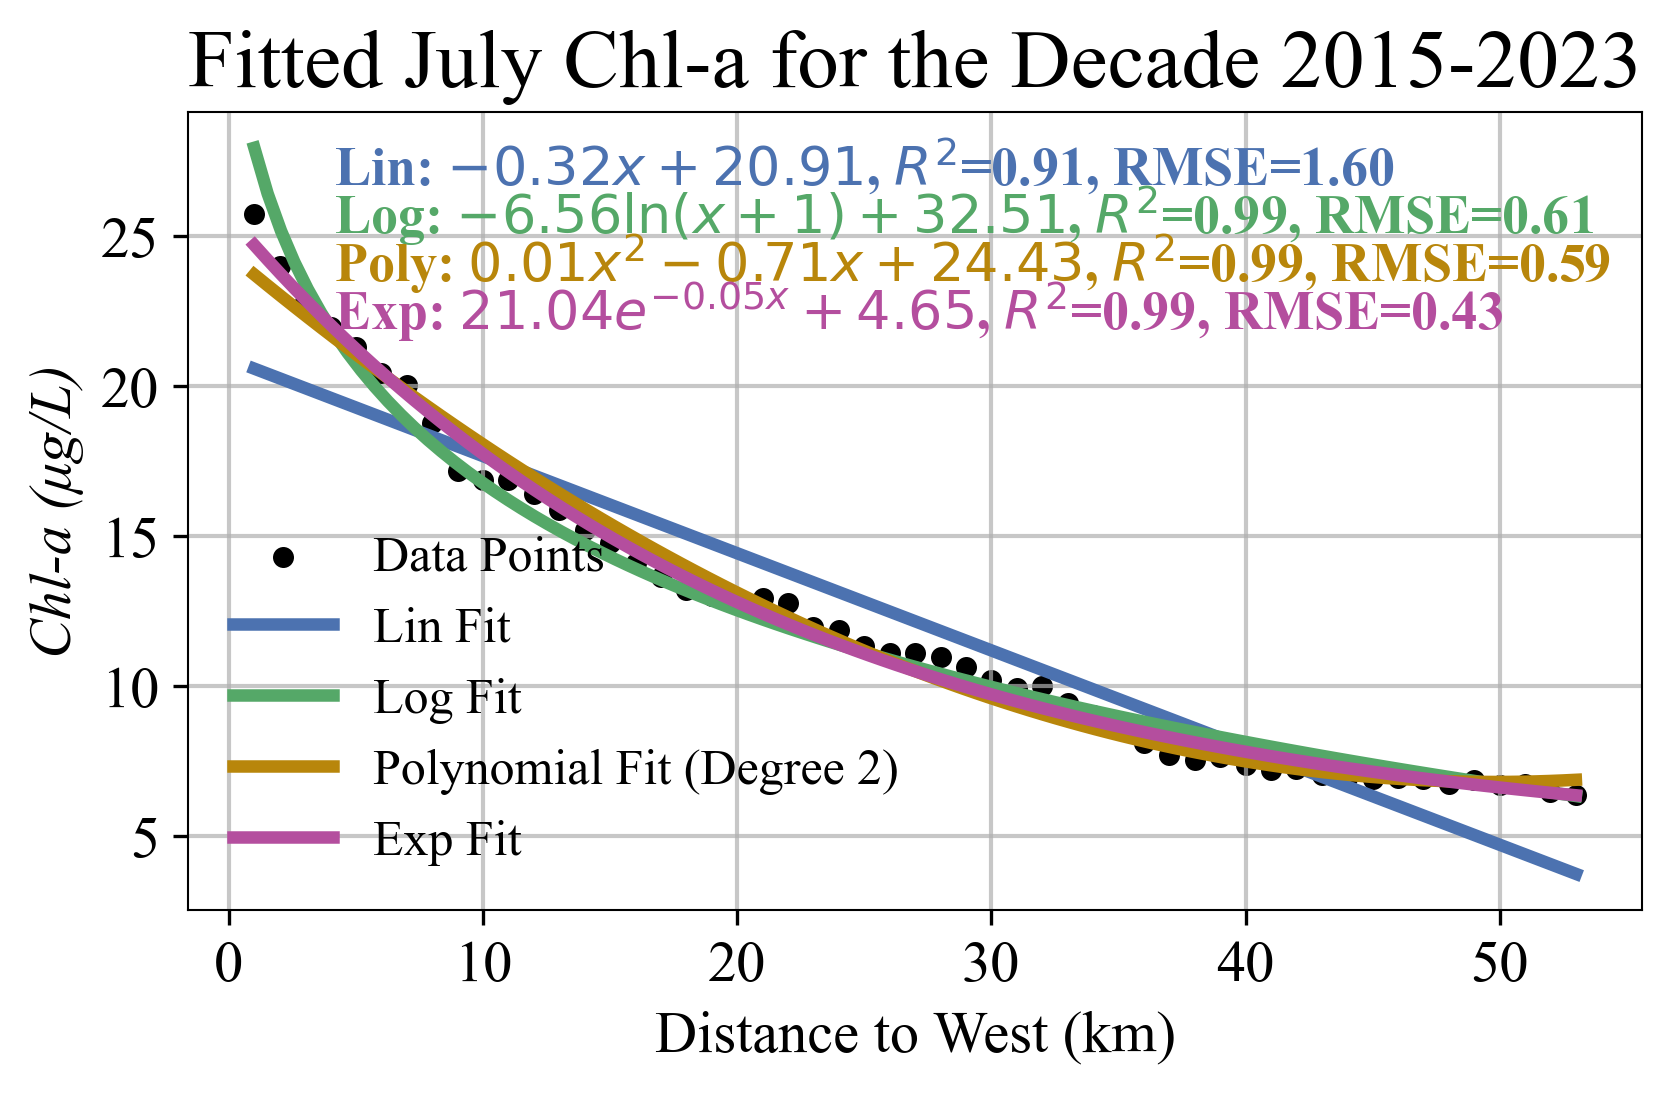 Fitted July Chl-a for the Decade 2015-2023
Lin: −0.32x + 20.91, R²=0.91, RMSE=1.60
Log: −6.56ln(x + 1) + 32.51, R²=0.99, RMSE=0.61
Poly: 0.01x² − 0.71x + 24.43, R²=0.99, RMSE=0.59
Exp: 21.04e^{−0.05x} + 4.65, R²=0.99, RMSE=0.43
Chl-a (μg/L)
25
20
15
10
5
Data Points
Lin Fit
Log Fit
Polynomial Fit (Degree 2)
Exp Fit
0 10 20 30 40 50
Distance to West (km)